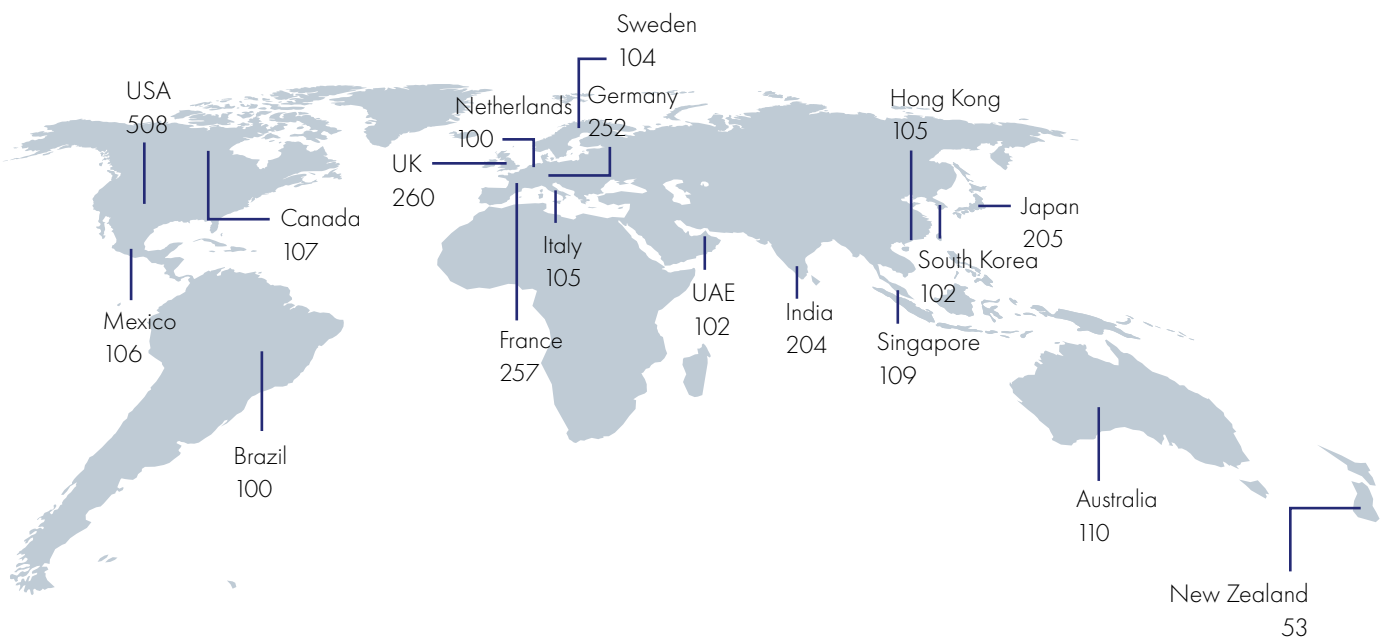 Sweden
104
USA
508
Netherlands
100
Germany
252
Hong Kong
105
UK
260
Canada
107
Japan
205
Italy
105
South Korea
102
UAE
102
India
204
Mexico
106
France
257
Singapore
109
Brazil
100
Australia
110
New Zealand
53